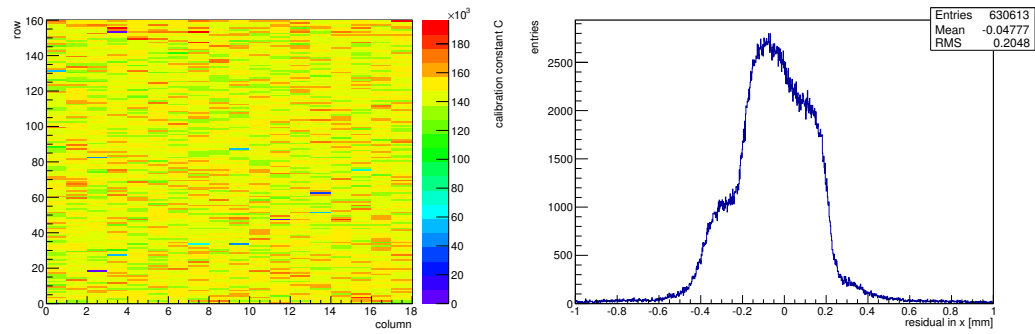 ×10³
row
160
140
120
100
80
60
40
20
0
0 2 4 6 8 10 12 14 16 18
column
200
180
160
140
120
100
80
60
40
20
0
calibration constant C
entries
2500
2000
1500
1000
500
0
-1 -0.8 -0.6 -0.4 -0.2 0 0.2 0.4 0.6 0.8 1
residual in x [mm]
Entries 630613
Mean -0.04777
RMS 0.2048